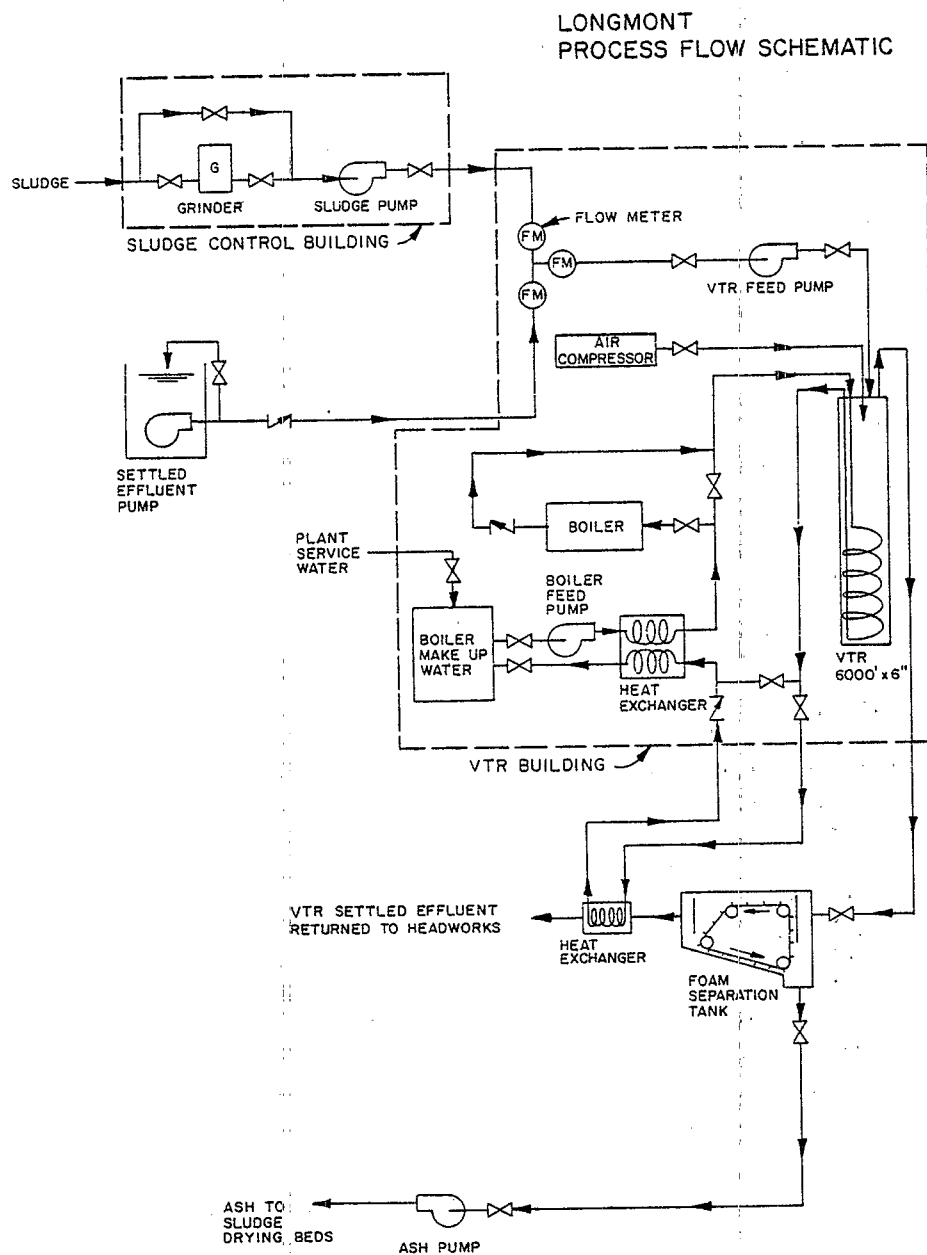 LONGMONT
PROCESS FLOW SCHEMATIC
SLUDGE
G
GRINDER
SLUDGE PUMP
SLUDGE CONTROL BUILDING
FLOW METER
FM
FM
FM
VTR FEED PUMP
AIR
COMPRESSOR
SETTLED
EFFLUENT
PUMP
BOILER
PLANT
SERVICE
WATER
BOILER
FEED
PUMP
BOILER
MAKE UP
WATER
HEAT
EXCHANGER
VTR
6000' x 6"
VTR BUILDING
VTR SETTLED EFFLUENT
RETURNED TO HEADWORKS
HEAT
EXCHANGER
FOAM
SEPARATION
TANK
ASH TO
SLUDGE
DRYING BEDS
ASH PUMP